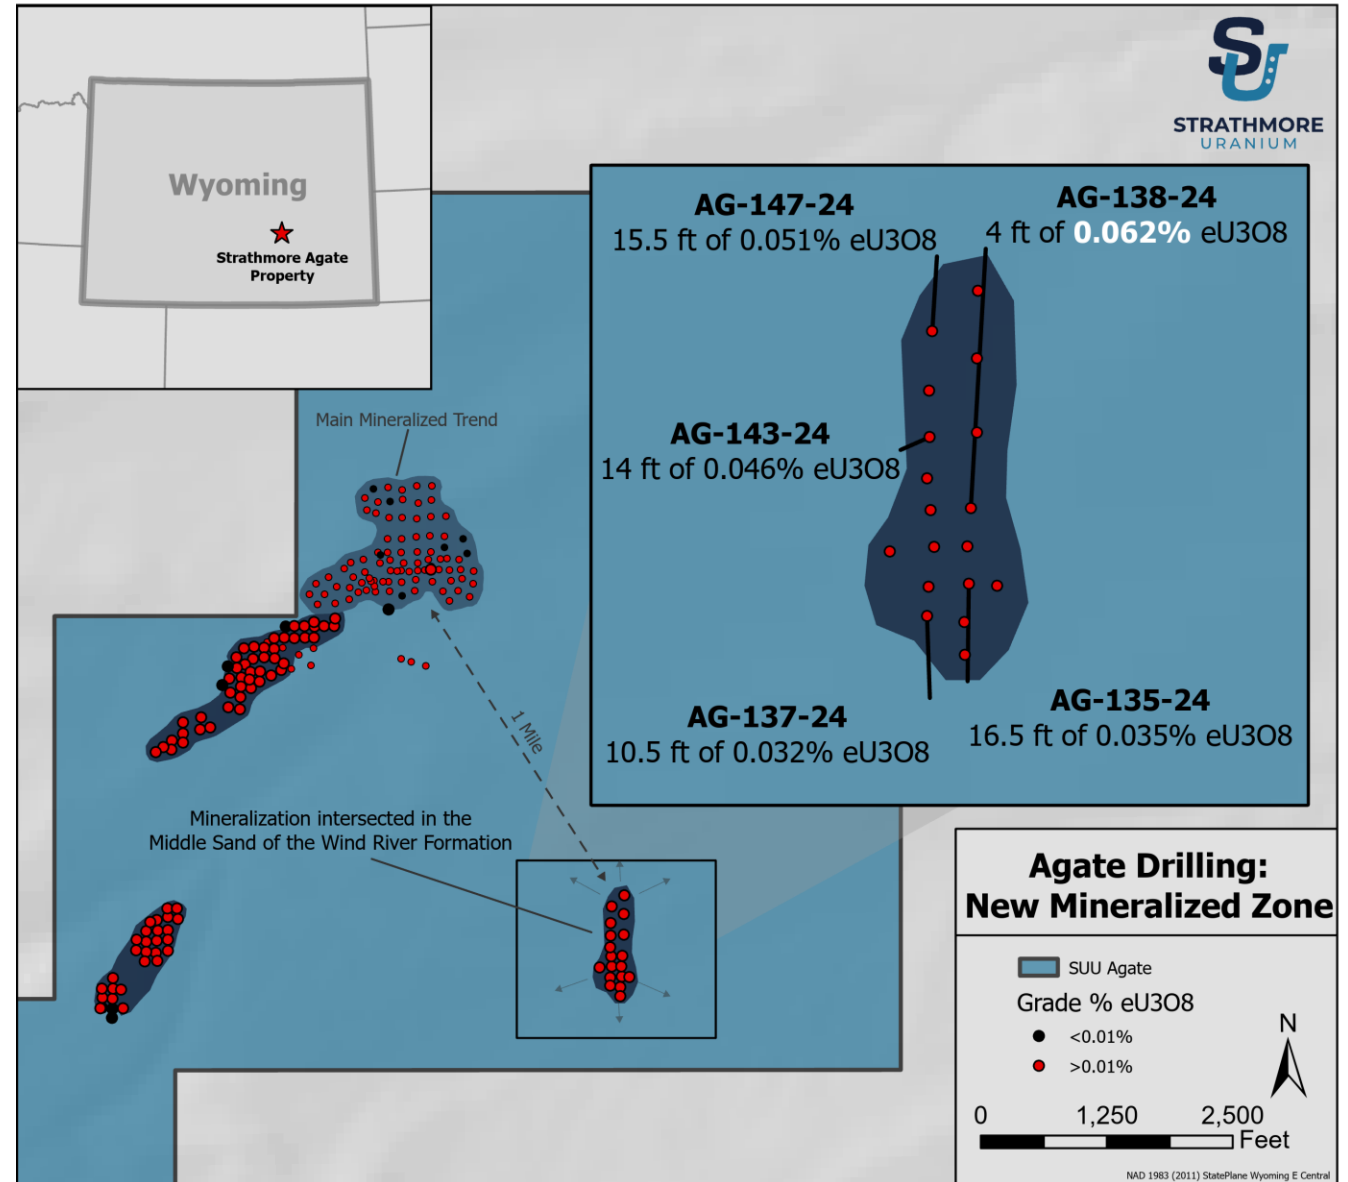 SU
STRATHMORE
URANIUM
Wyoming
Strathmore Agate
Property
AG-147-24
15.5 ft of 0.051% eU3O8
AG-138-24
4 ft of 0.062% eU3O8
Main Mineralized Trend
AG-143-24
14 ft of 0.046% eU3O8
AG-137-24
10.5 ft of 0.032% eU3O8
AG-135-24
16.5 ft of 0.035% eU3O8
1 Mile
Mineralization intersected in the
Middle Sand of the Wind River Formation
Agate Drilling:
New Mineralized Zone
SUU Agate
Grade % eU3O8
<0.01%
>0.01%
N
0 1,250 2,500
Feet
NAD 1983 (2011) StatePlane Wyoming E Central